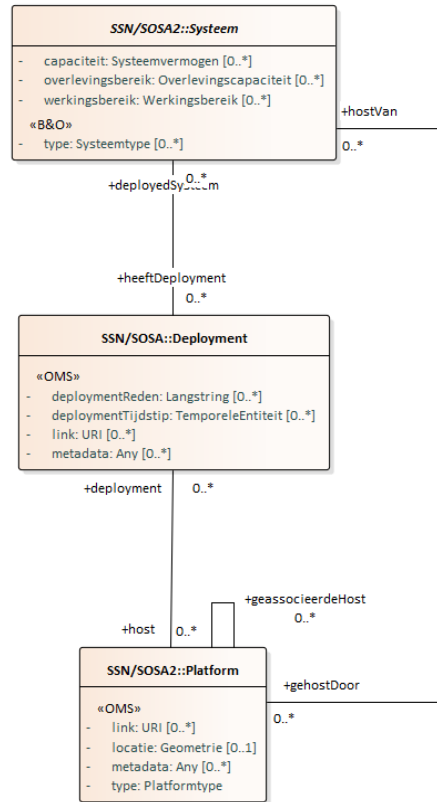 SSN/SOSA2::Systeem
- capaciteit: Systeemvermogen [0..*]
- overlevingsbereik: Overlevingscapaciteit [0..*]
- werkingsbereik: Werkingsbereik [0..*]
«B&O»
- type: Systeemtype [0..*]
+hostVan
0..*
+deployedSysteem
0..*
+heeftDeployment
0..*
SSN/SOSA::Deployment
«OMS»
- deploymentReden: Langstring [0..*]
- deploymentTijdstip: TemporeleEntiteit [0..*]
- link: URI [0..*]
- metadata: Any [0..*]
+deployment 0..*
+geassocieerdeHost
0..*
+host 0..*
SSN/SOSA2::Platform
«OMS»
- link: URI [0..*]
- locatie: Geometrie [0..1]
- metadata: Any [0..*]
- type: Platformtype
+gehostDoor
0..*